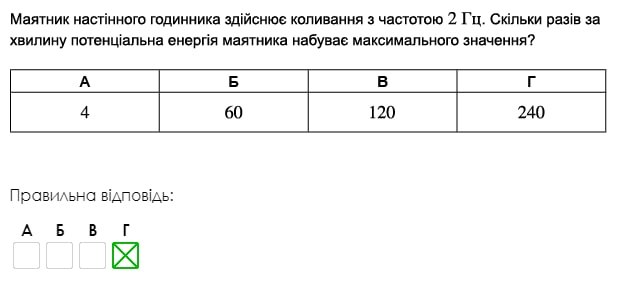 Маятник настінного годинника здійснює коливання з частотою 2 Гц. Скільки разів за
хвилину потенціальна енергія маятника набуває максимального значення?
А Б В Г
4 60 120 240
Правильна відповідь:
А Б В Г